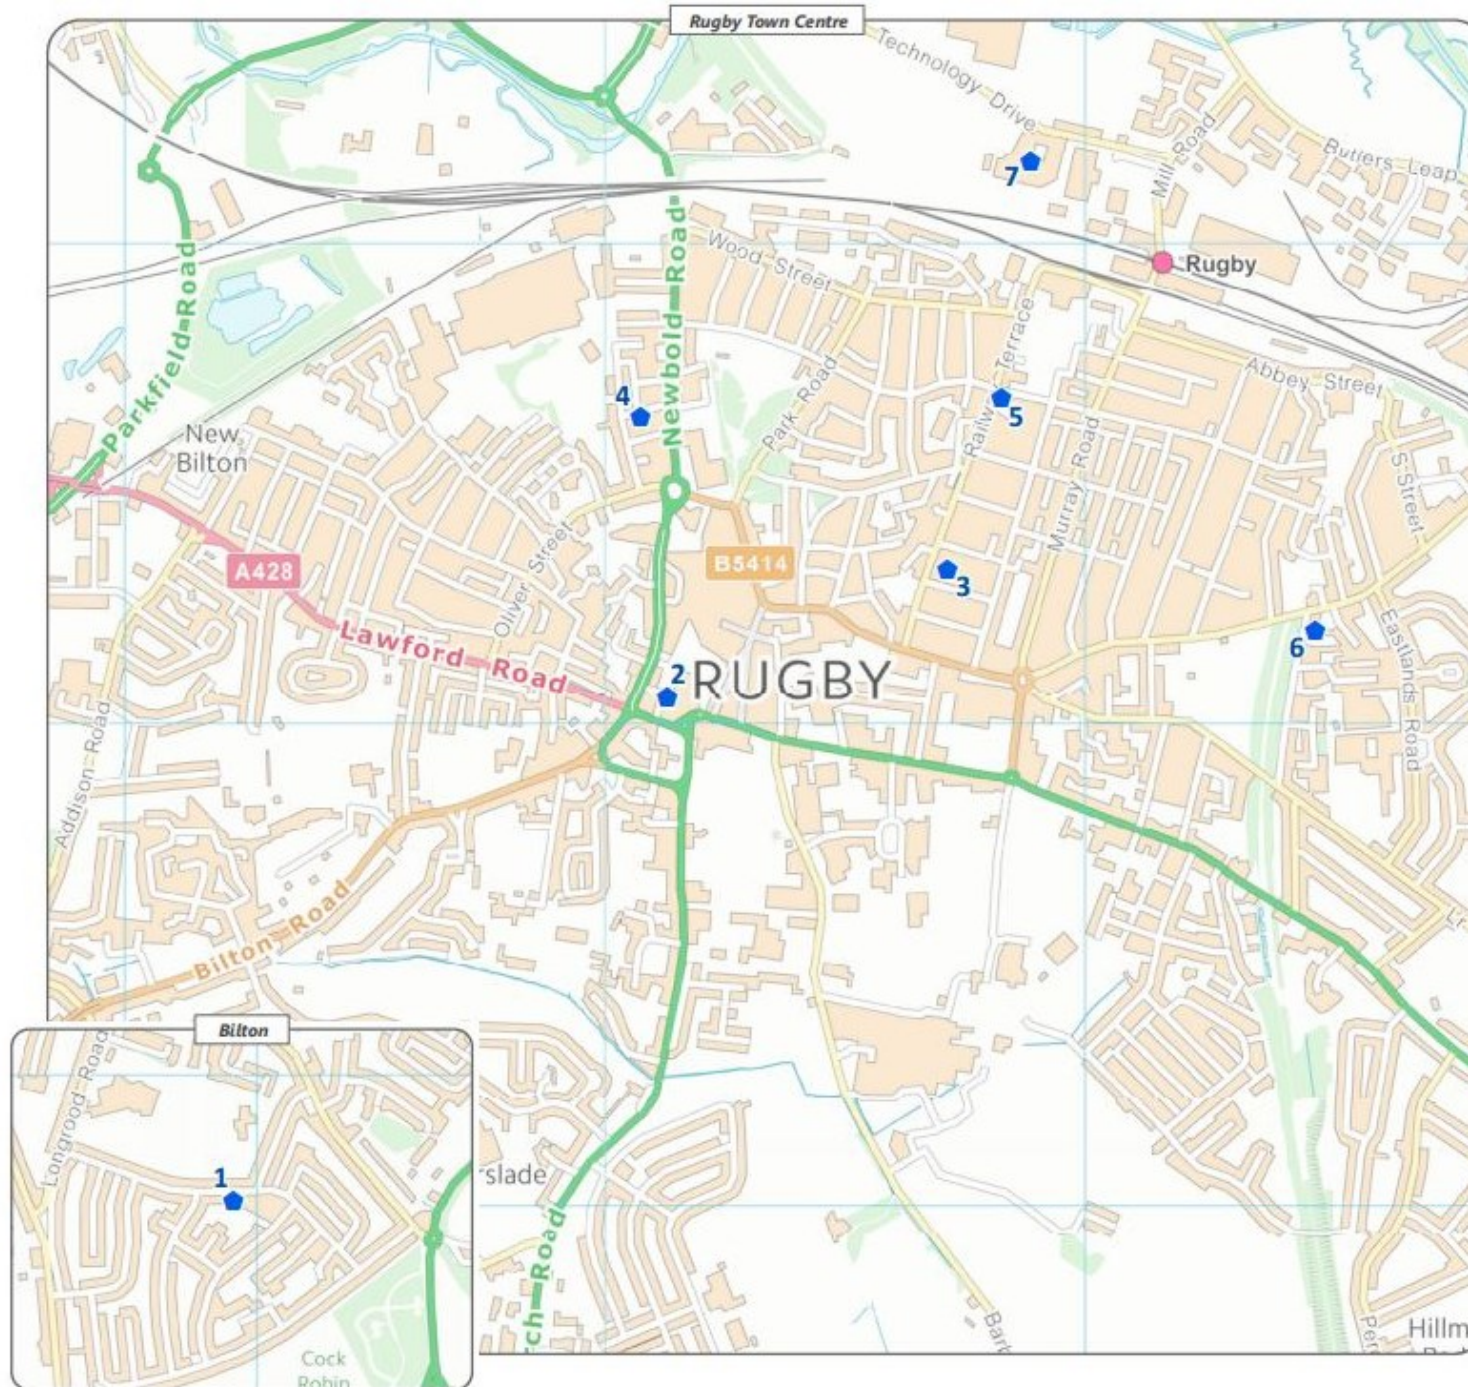 Rugby Town Centre
Technology Drive
Mill Road
Butlers Leap
7
Parkfield Road
Newbold Road
Wood Street
Rugby
Railway Terrace
Park Road
Abbey Street
4
5
New
Bilton
Murray Road
S Street
A428
Oliver Street
B5414
3
Lawford Road
2
RUGBY
6
Eastlands Road
Addison Road
Bilton Road
Bilton
Longrood Road
1
rslade
rch Road
Cock
Robin
Hillm